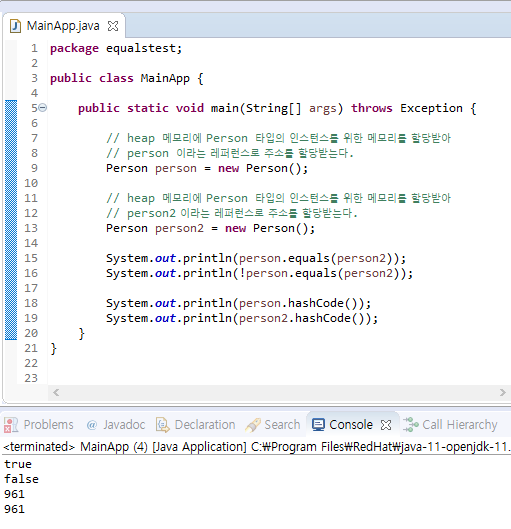 MainApp.java
1 package equalstest;
2
3 public class MainApp {
4
5 public static void main(String[] args) throws Exception {
6
7 // heap 메모리에 Person 타입의 인스턴스를 위한 메모리를 할당받아
8 // person 이라는 레퍼런스로 주소를 할당받는다.
9 Person person = new Person();
10
11 // heap 메모리에 Person 타입의 인스턴스를 위한 메모리를 할당받아
12 // person2 이라는 레퍼런스로 주소를 할당받는다.
13 Person person2 = new Person();
14
15 System.out.println(person.equals(person2));
16 System.out.println(!person.equals(person2));
17
18 System.out.println(person.hashCode());
19 System.out.println(person2.hashCode());
20 }
21 }
22
23
Problems @ Javadoc Declaration Search Console Call Hierarchy
<terminated> MainApp (4) [Java Application] C:₩Program Files₩RedHat₩java-11-openjdk-11.
true
false
961
961